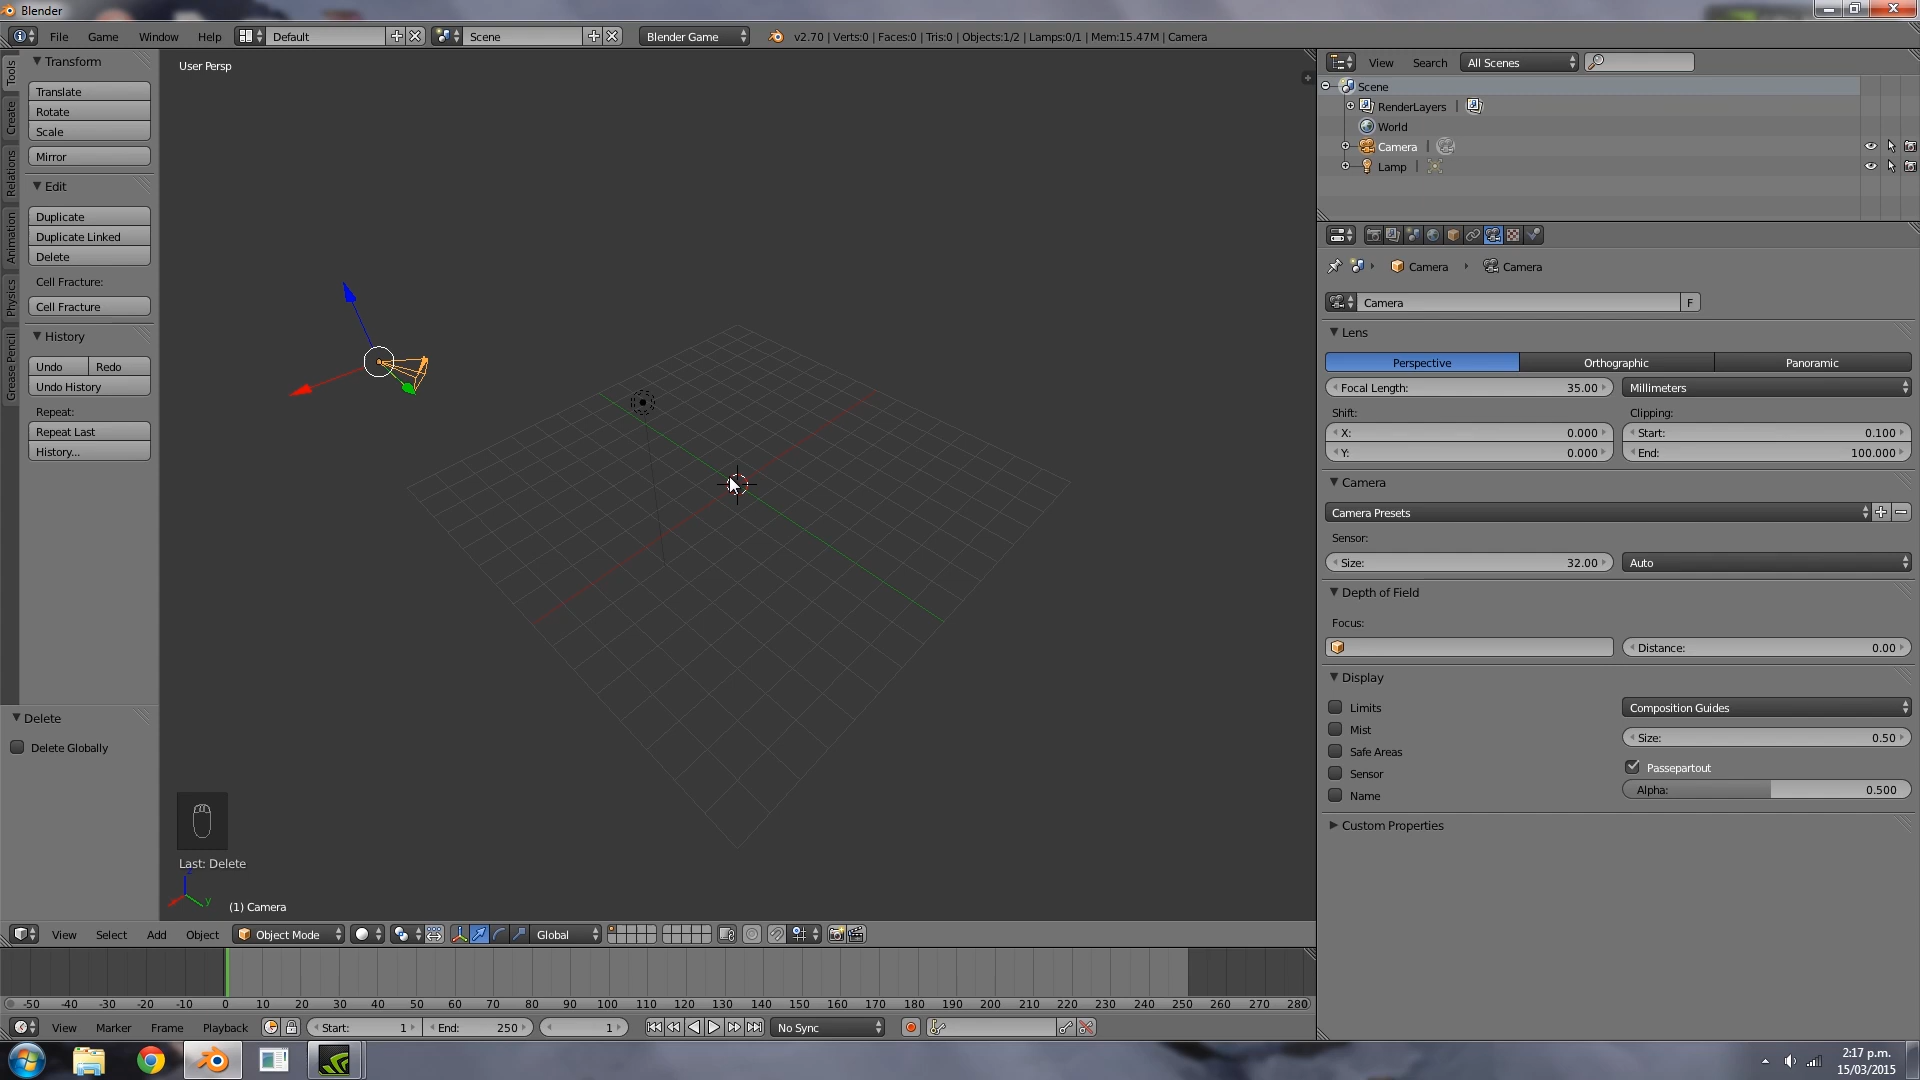 Blender
File Game Window Help Default Scene Blender Game v2.70 | Verts:0 | Faces:0 | Tris:0 | Objects:1/2 | Lamps:0/1 | Mem:15.47M | Camera
Tools
Create
Relations
Animation
Physics
Grease Pencil
Transform
Translate
Rotate
Scale
Mirror
Edit
Duplicate
Duplicate Linked
Delete
Cell Fracture:
Cell Fracture
History
Undo Redo
Undo History
Repeat:
Repeat Last
History...
Delete
Delete Globally
User Persp
Last: Delete
z
y
(1) Camera
View Select Add Object Object Mode Global
-50 -40 -30 -20 -10 0 10 20 30 40 50 60 70 80 90 100 110 120 130 140 150 160 170 180 190 200 210 220 230 240 250 260 270 280
View Marker Frame Playback Start: 1 End: 250 1 No Sync
View Search All Scenes
Scene
RenderLayers |
World
Camera |
Lamp |
Camera Camera
Camera F
Lens
Perspective Orthographic Panoramic
Focal Length: 35.00 Millimeters
Shift: Clipping:
X: 0.000 Start: 0.100
Y: 0.000 End: 100.000
Camera
Camera Presets
Sensor:
Size: 32.00 Auto
Depth of Field
Focus:
Distance: 0.00
Display
Limits Composition Guides
Mist Size: 0.50
Safe Areas
Sensor Passepartout
Name Alpha: 0.500
Custom Properties
2:17 p.m.
15/03/2015